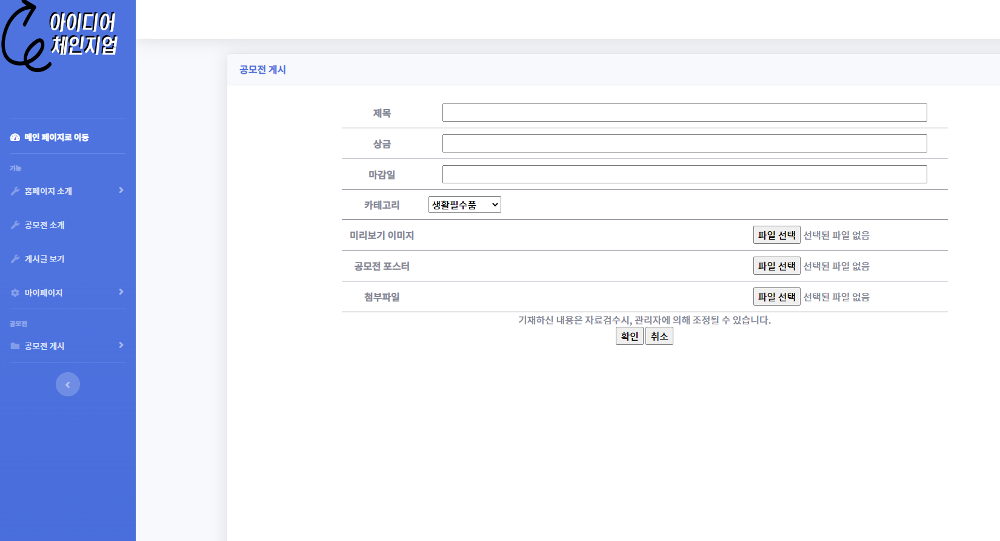 아이디어
체인지업
메인 페이지로 이동
기능
홈페이지 소개
공모전 소개
게시글 보기
마이페이지
공모전
공모전 게시
공모전 게시
제목
상금
마감일
카테고리 생활필수품
미리보기 이미지 파일 선택 선택된 파일 없음
공모전 포스터 파일 선택 선택된 파일 없음
첨부파일 파일 선택 선택된 파일 없음
기재하신 내용은 자료검수시, 관리자에 의해 조정될 수 있습니다.
확인 취소